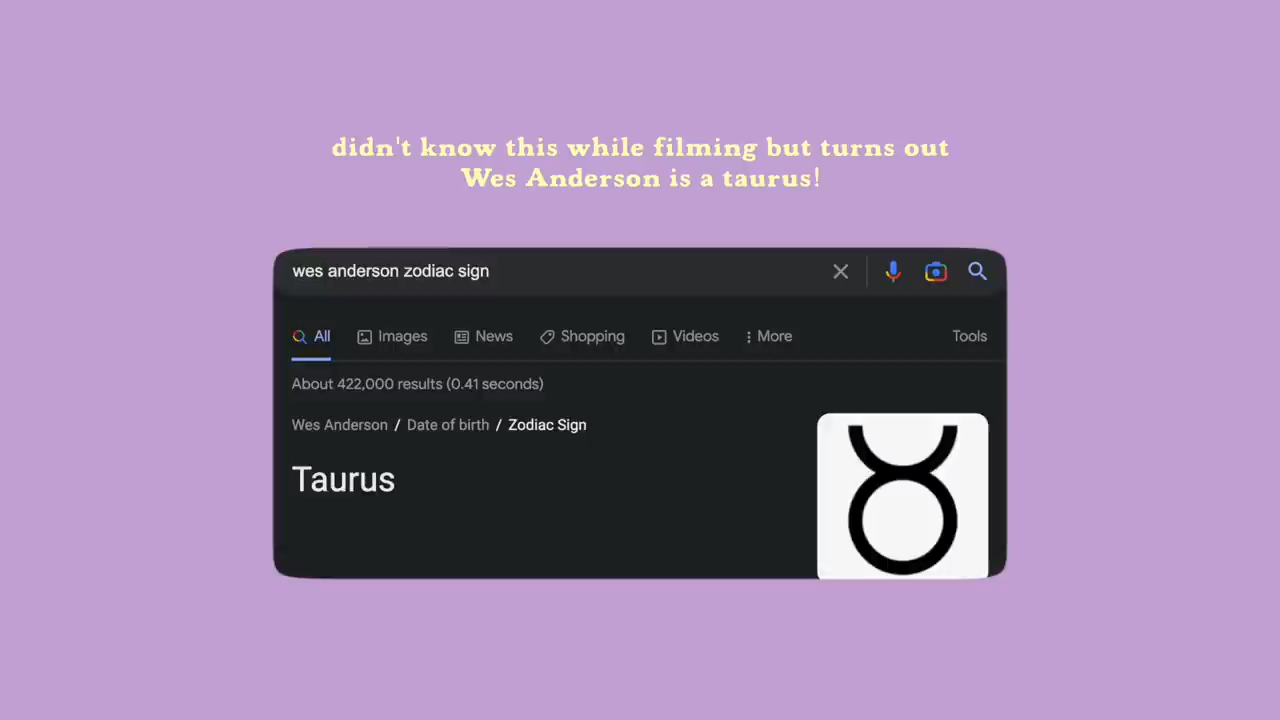 didn't know this while filming but turns out
Wes Anderson is a taurus!
wes anderson zodiac sign
All Images News Shopping Videos More Tools
About 422,000 results (0.41 seconds)
Wes Anderson / Date of birth / Zodiac Sign
Taurus